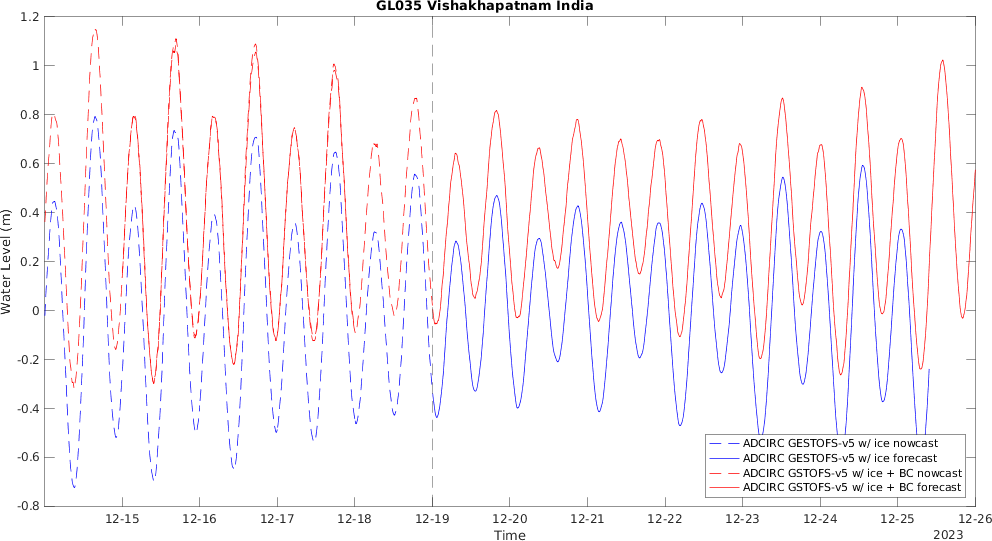 GL035 Vishakhapatnam India
1.2
1
0.8
0.6
0.4
0.2
0
-0.2
-0.4
-0.6
-0.8
Water Level (m)
ADCIRC GESTOFS-v5 w/ ice nowcast
ADCIRC GESTOFS-v5 w/ ice forecast
ADCIRC GSTOFS-v5 w/ ice + BC nowcast
ADCIRC GSTOFS-v5 w/ ice + BC forecast
12-15 12-16 12-17 12-18 12-19 12-20 12-21 12-22 12-23 12-24 12-25 12-26
Time
2023